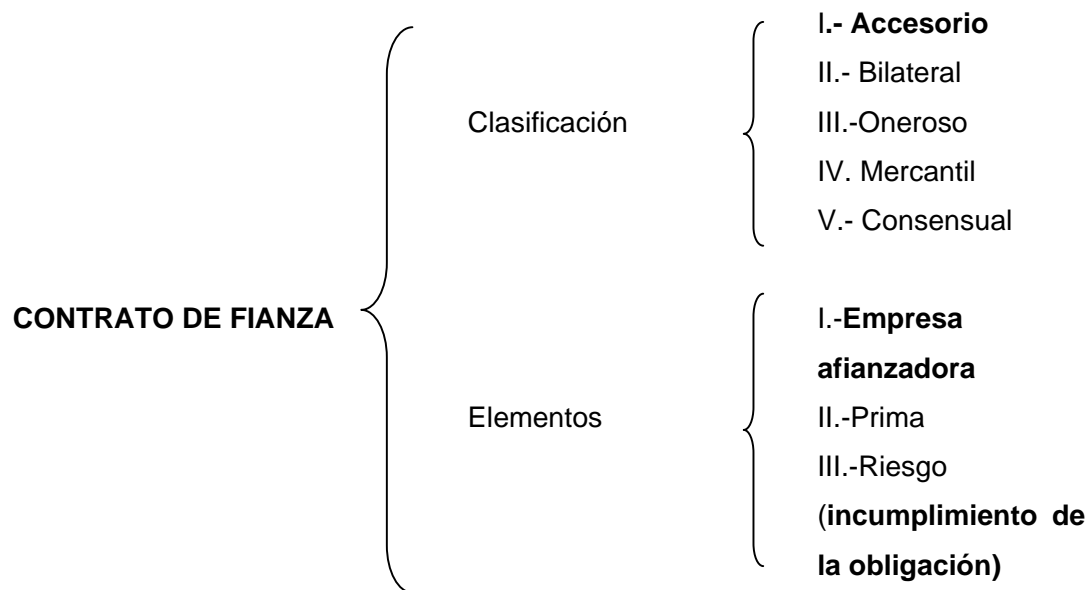 I.- Accesorio
II.- Bilateral
Clasificación
III.-Oneroso
IV. Mercantil
V.- Consensual
CONTRATO DE FIANZA
I.-Empresa
afianzadora
Elementos
II.-Prima
III.-Riesgo
(incumplimiento de
la obligación)